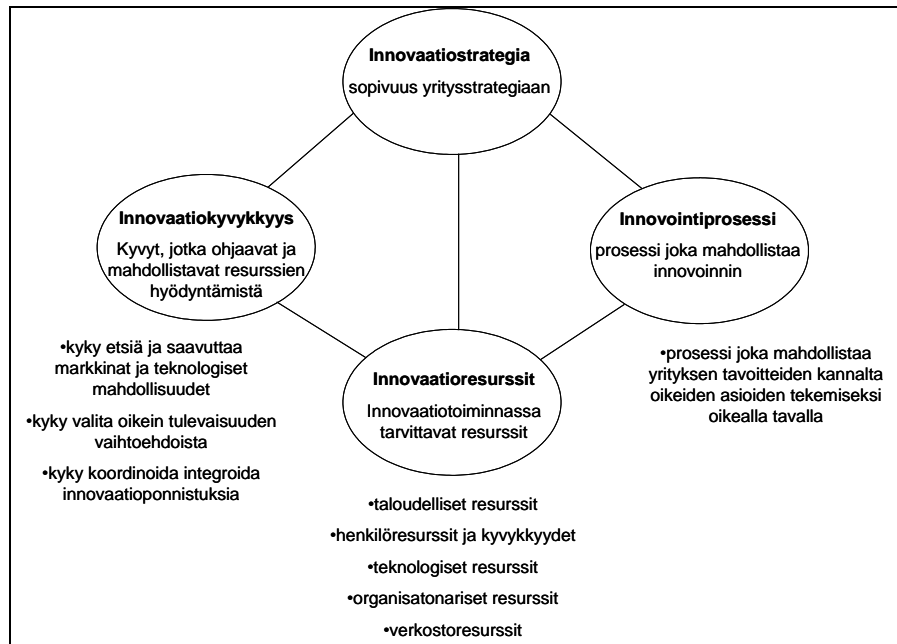 Innovaatiostrategia
sopivuus yritysstrategiaan
Innovaatiokyvykkyys
Kyvyt, jotka ohjaavat ja
mahdollistavat resurssien
hyödyntämistä
Innovointiprosessi
prosessi joka mahdollistaa
innovoinnin
•kyky etsiä ja saavuttaa
markkinat ja teknologiset
mahdollisuudet
•kyky valita oikein tulevaisuuden
vaihtoehdoista
•kyky koordinoida integroida
innovaatioponnistuksia
Innovaatioresurssit
Innovaatiotoiminnassa
tarvittavat resurssit
•prosessi joka mahdollistaa
yrityksen tavoitteiden kannalta
oikeiden asioiden tekemiseksi
oikealla tavalla
•taloudelliset resurssit
•henkilöresurssit ja kyvykkyydet
•teknologiset resurssit
•organisatonariset resurssit
•verkostoresurssit